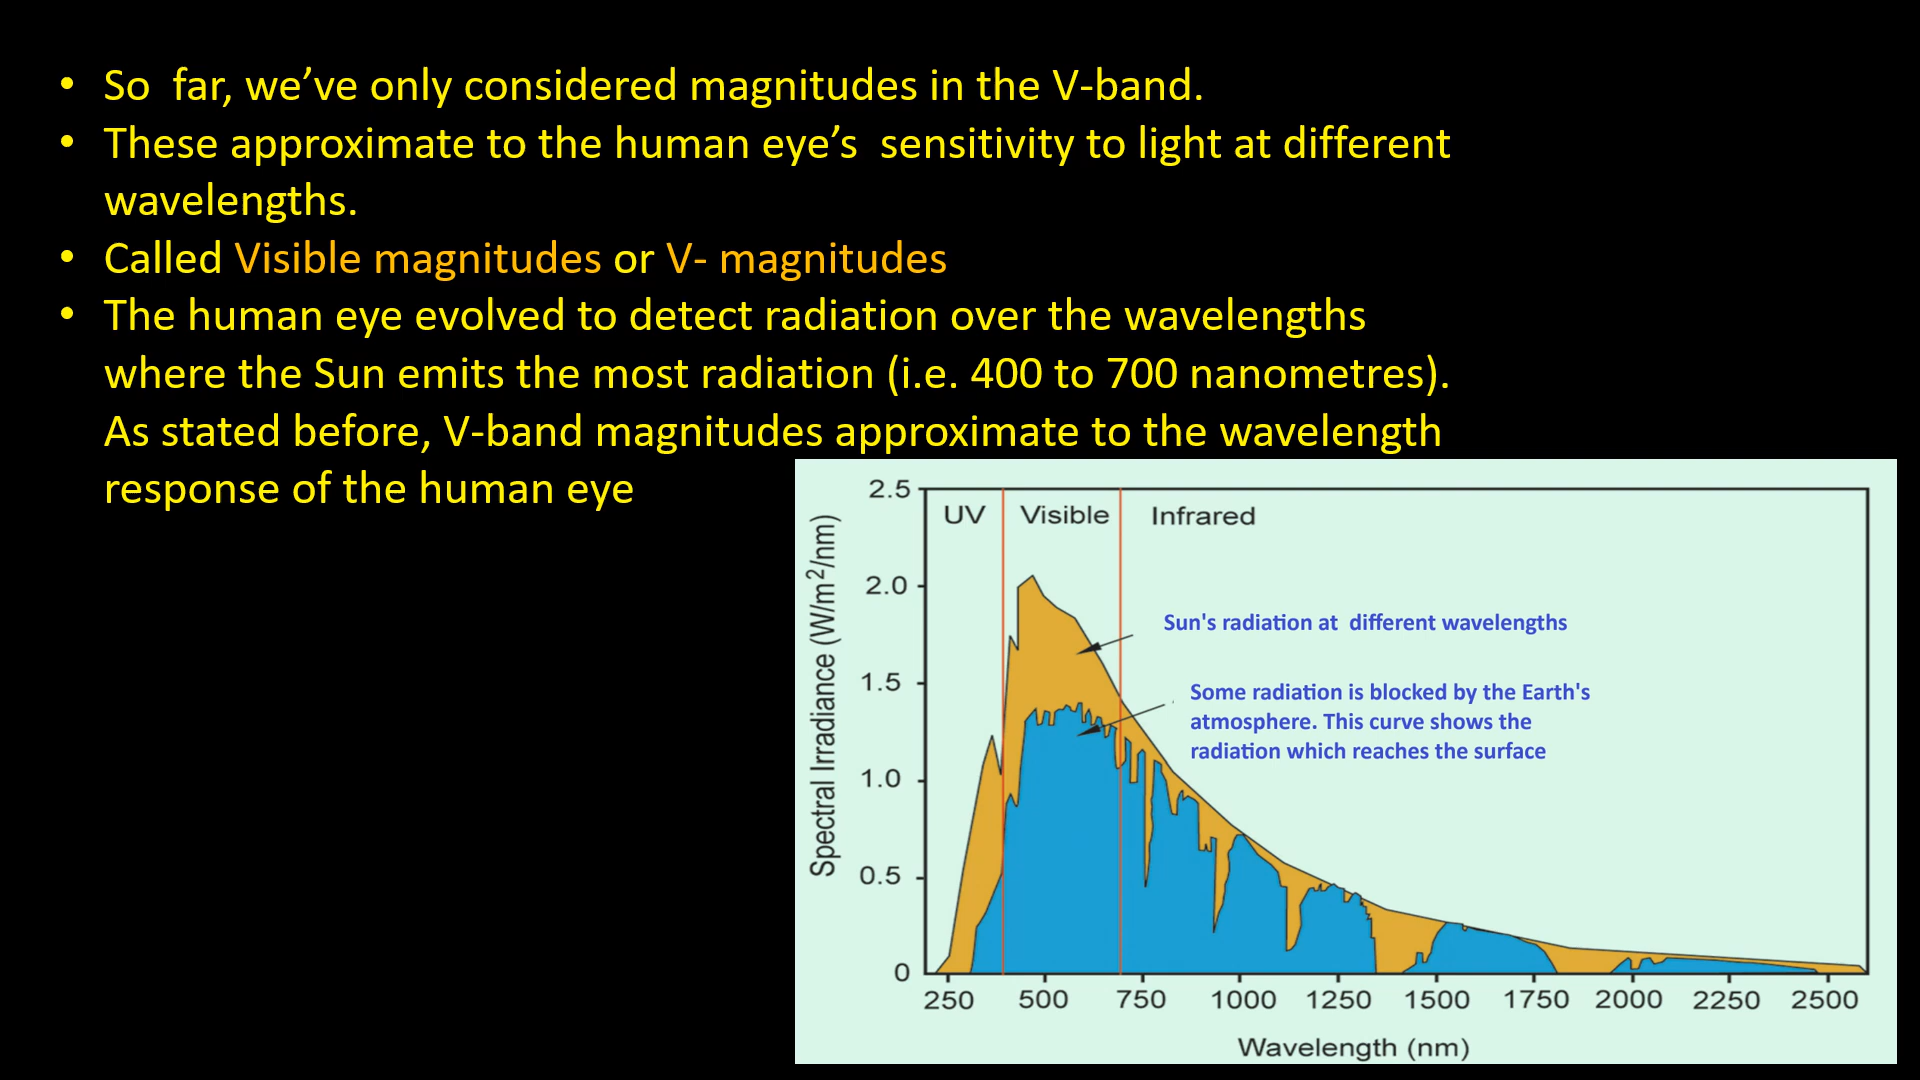 • So  far, we’ve only considered magnitudes in the V-band.
• These approximate to the human eye’s  sensitivity to light at different
wavelengths.
• Called Visible magnitudes or V- magnitudes
• The human eye evolved to detect radiation over the wavelengths
where the Sun emits the most radiation (i.e. 400 to 700 nanometres).
As stated before, V-band magnitudes approximate to the wavelength
response of the human eye
Spectral Irradiance (W/m²/nm)
2.5
2.0
1.5
1.0
0.5
0
UV Visible Infrared
Sun's radiation at  different wavelengths
Some radiation is blocked by the Earth's
atmosphere. This curve shows the
radiation which reaches the surface
250 500 750 1000 1250 1500 1750 2000 2250 2500
Wavelength (nm)